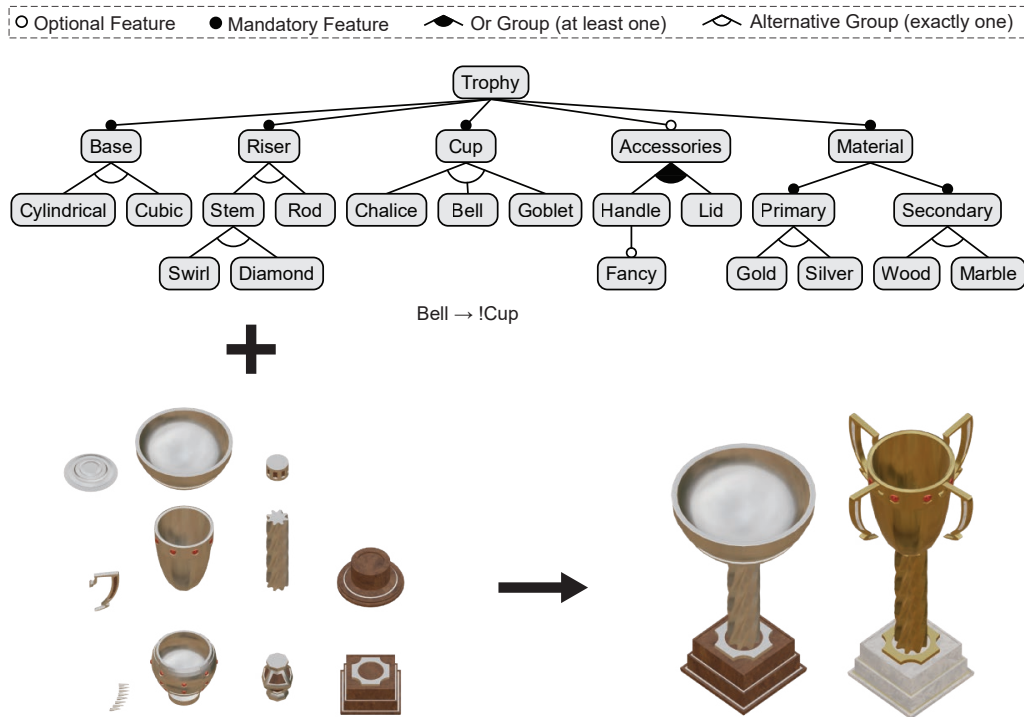 Optional Feature Mandatory Feature Or Group (at least one) Alternative Group (exactly one)
Trophy
Base Riser Cup Accessories Material
Cylindrical Cubic Stem Rod Chalice Bell Goblet Handle Lid Primary Secondary
Swirl Diamond Fancy Gold Silver Wood Marble
Bell → !Cup